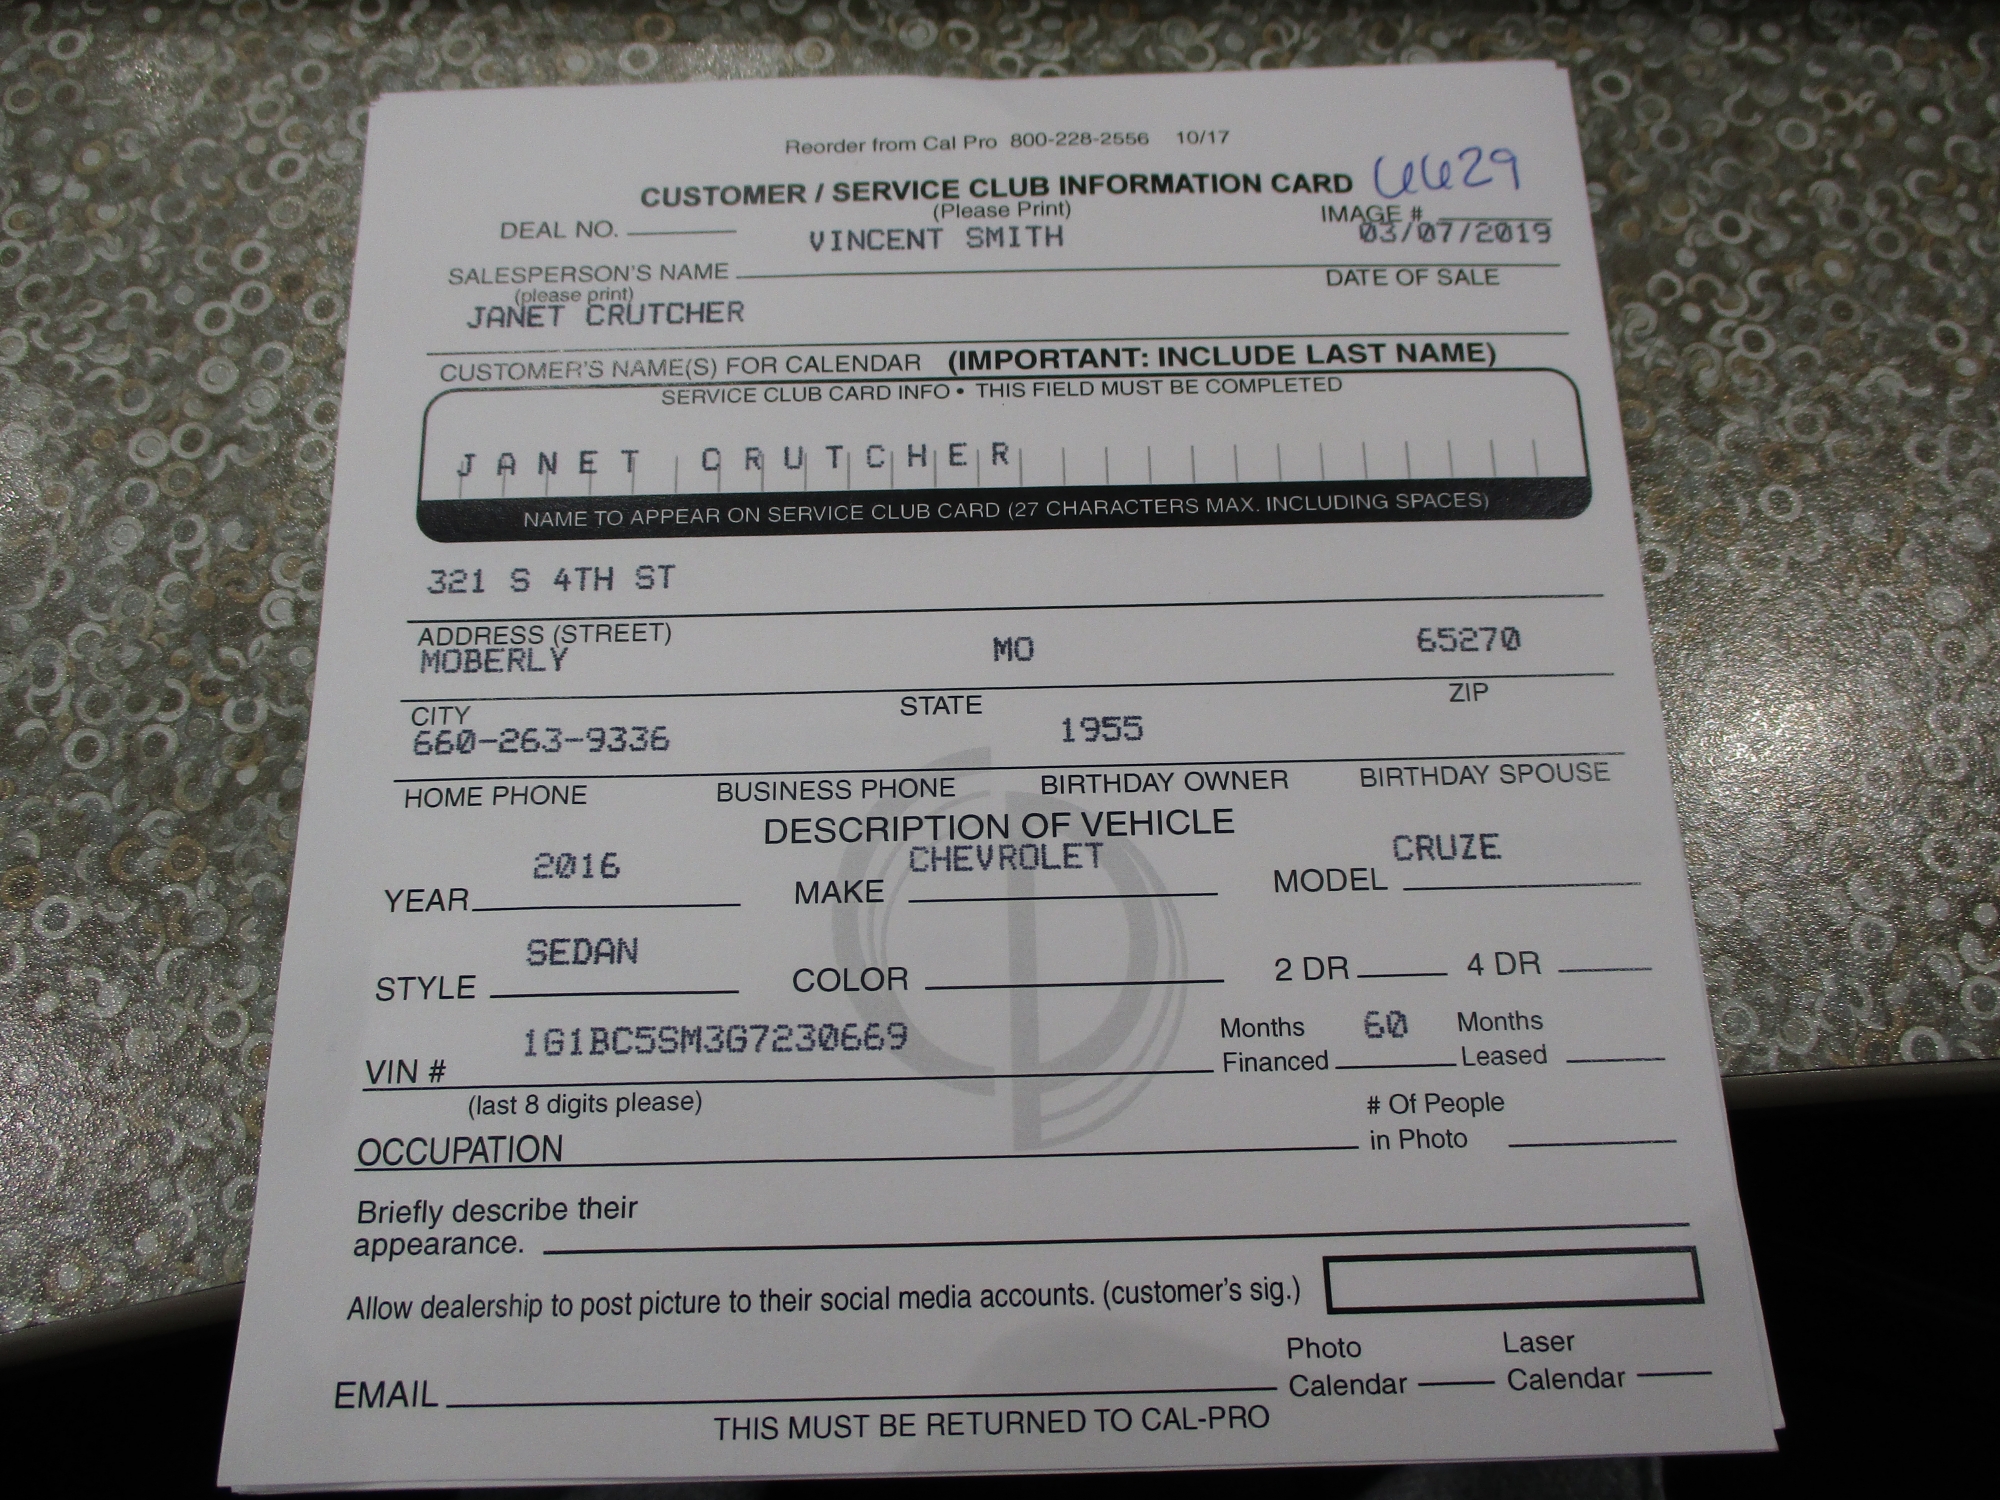 Reorder from Cal Pro 800-228-2556 10/17
CUSTOMER / SERVICE CLUB INFORMATION CARD 6629
(Please Print)
DEAL NO. IMAGE #
VINCENT SMITH 03/07/2019
SALESPERSON'S NAME DATE OF SALE
(please print)
JANET CRUTCHER
CUSTOMER'S NAME(S) FOR CALENDAR (IMPORTANT: INCLUDE LAST NAME)
SERVICE CLUB CARD INFO • THIS FIELD MUST BE COMPLETED
JANET CRUTCHER
NAME TO APPEAR ON SERVICE CLUB CARD (27 CHARACTERS MAX. INCLUDING SPACES)
321 S 4TH ST
ADDRESS (STREET)
MOBERLY MO 65270
CITY STATE ZIP
660-263-9336 1955
HOME PHONE BUSINESS PHONE BIRTHDAY OWNER BIRTHDAY SPOUSE
DESCRIPTION OF VEHICLE
2016 CHEVROLET CRUZE
YEAR MAKE MODEL
SEDAN
STYLE COLOR 2 DR 4 DR
1G1BC5SM3G7230669 Months 60 Months
VIN # Financed Leased
(last 8 digits please) # Of People
OCCUPATION in Photo
Briefly describe their
appearance.
Allow dealership to post picture to their social media accounts. (customer's sig.)
Photo Laser
EMAIL Calendar Calendar
THIS MUST BE RETURNED TO CAL-PRO